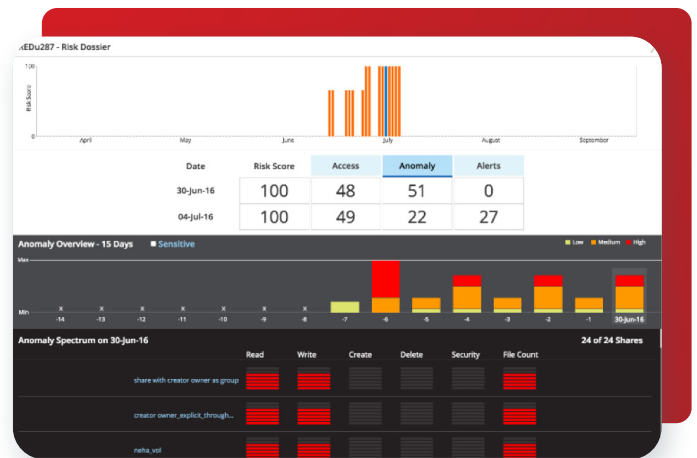 xEDu287 - Risk Dossier
100
Risk Score
0
April May June July August September
Date Risk Score Access Anomaly Alerts
30-Jun-16 100 48 51 0
04-Jul-16 100 49 22 27
Anomaly Overview - 15 Days Sensitive Low Medium High
Max
Min
x x x x x x x
-14 -13 -12 -11 -10 -9 -8 -7 -6 -5 -4 -3 -2 -1 30-Jun-16
Anomaly Spectrum on 30-Jun-16 24 of 24 Shares
Read Write Create Delete Security File Count
share with creator owner as group
creator owner_explicit_through...
neha_vol